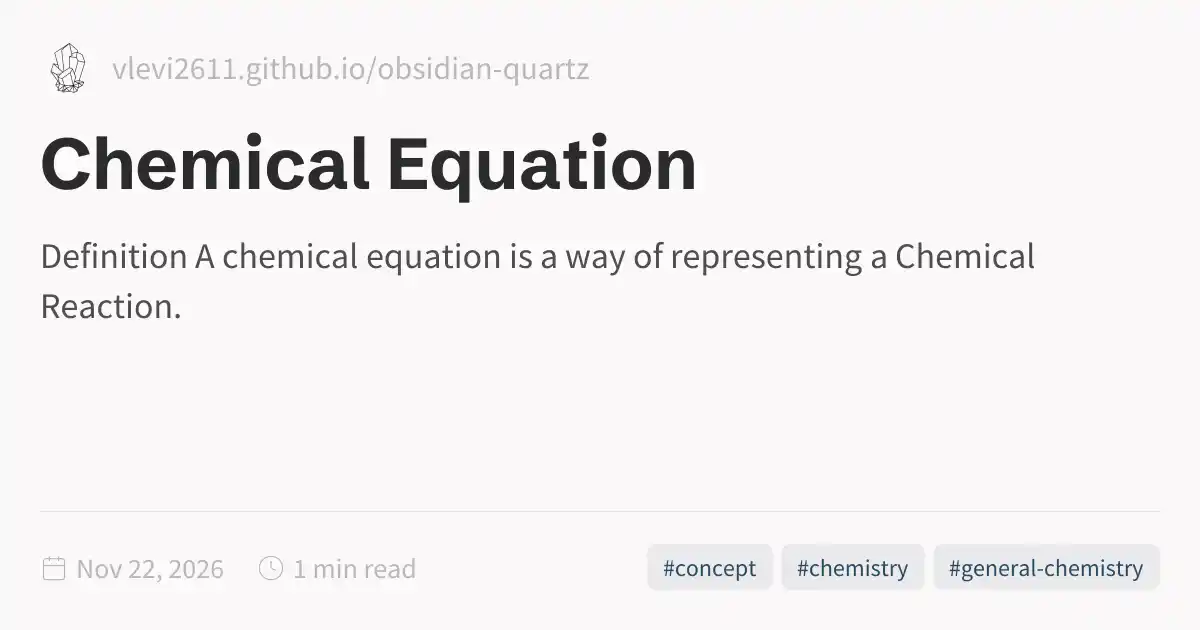 vlevi2611.github.io/obsidian-quartz
Chemical Equation
Definition A chemical equation is a way of representing a Chemical
Reaction.
Nov 22, 2026 1 min read #concept #chemistry #general-chemistry